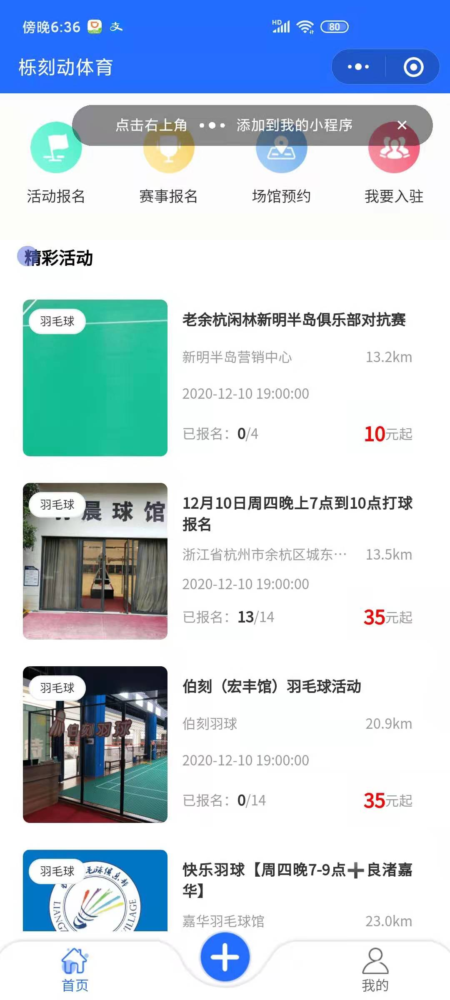 傍晚6:36 支 HD 80
栎刻动体育
点击右上角 ••• 添加到我的小程序 ×
活动报名 赛事报名 场馆预约 我要入驻
精彩活动
羽毛球
老余杭闲林新明半岛俱乐部对抗赛
新明半岛营销中心 13.2km
2020-12-10 19:00:00
已报名：0/4 10元起
羽毛球
晨球馆
12月10日周四晚上7点到10点打球
报名
浙江省杭州市余杭区城东… 13.5km
2020-12-10 19:00:00
已报名：13/14 35元起
羽毛球
伯刻羽球
伯刻（宏丰馆）羽毛球活动
伯刻羽球 20.9km
2020-12-10 19:00:00
已报名：0/14 35元起
羽毛球
毛球俱乐部
快乐羽球【周四晚7-9点➕良渚嘉
华】
嘉华羽毛球馆 23.0km
首页 我的